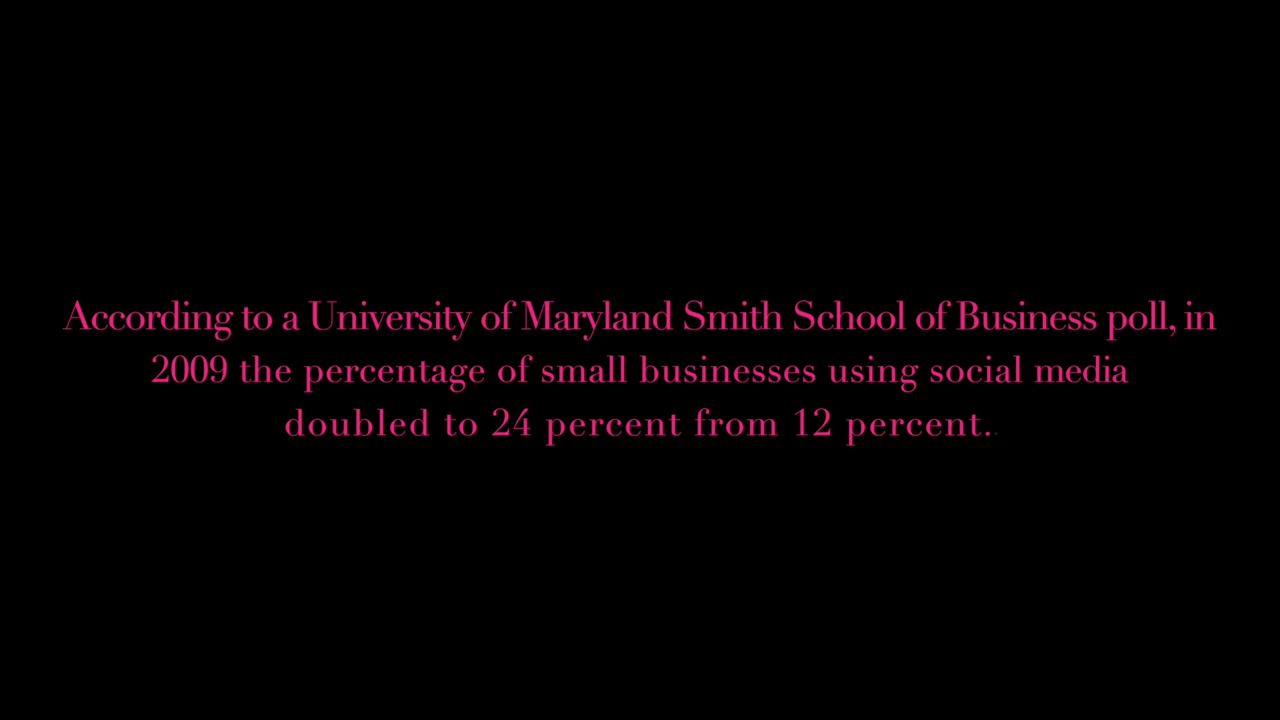 According to a University of Maryland Smith School of Business poll, in
2009 the percentage of small businesses using social media
doubled to 24 percent from 12 percent.